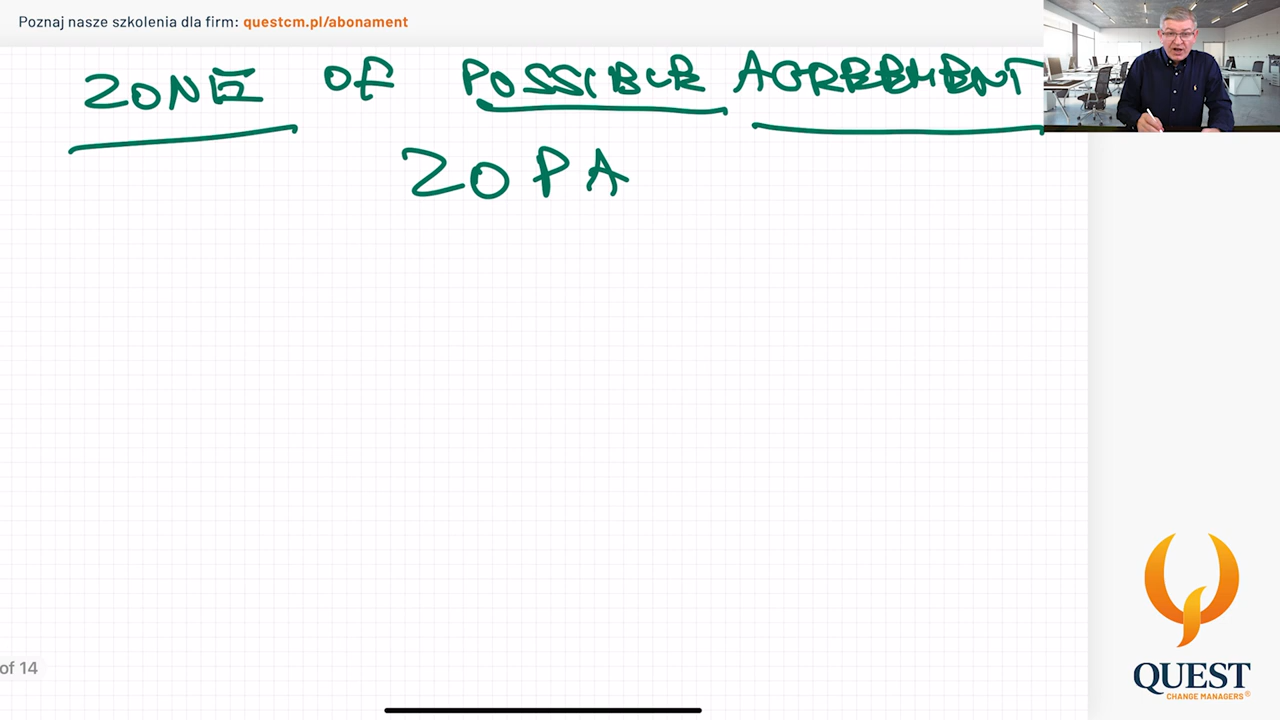 Poznaj nasze szkolenia dla firm: questcm.pl/abonament
ZONE OF POSSIBLE AGREEMENT
ZOPA
of 14
QUEST
CHANGE MANAGERS®